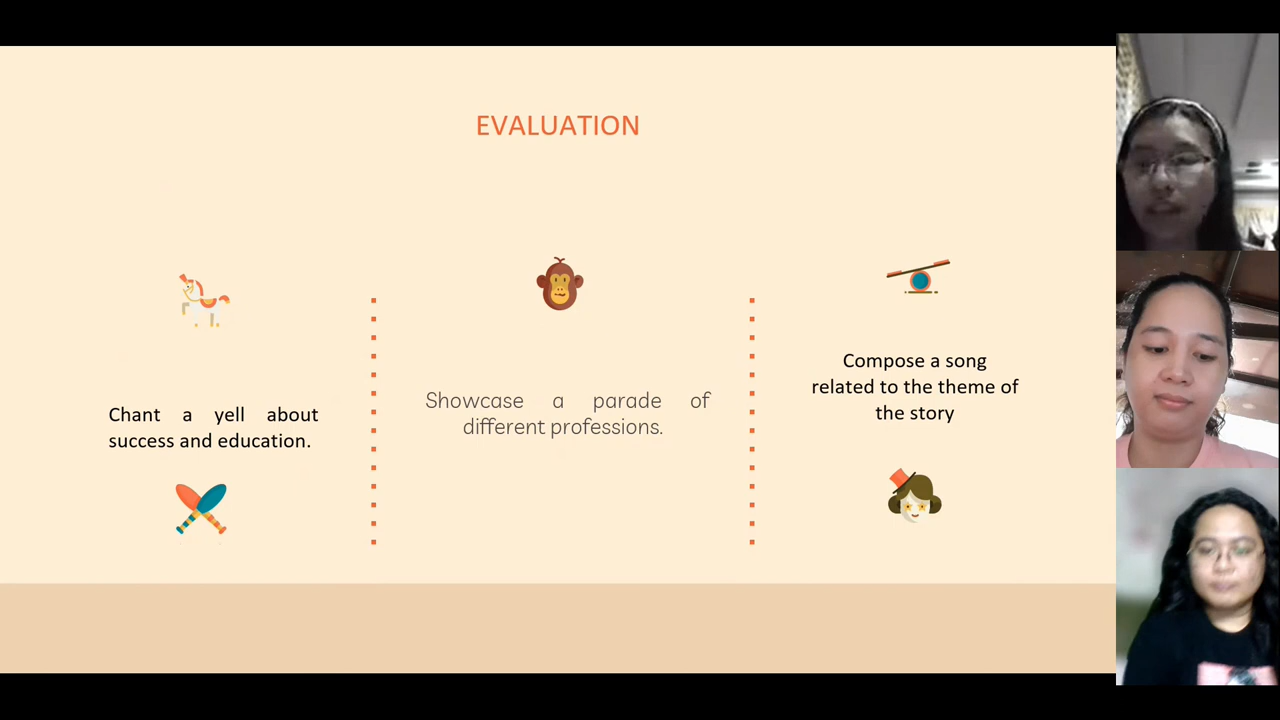 EVALUATION
Chant a yell about
success and education.
Showcase a parade of
different professions.
Compose a song
related to the theme of
the story